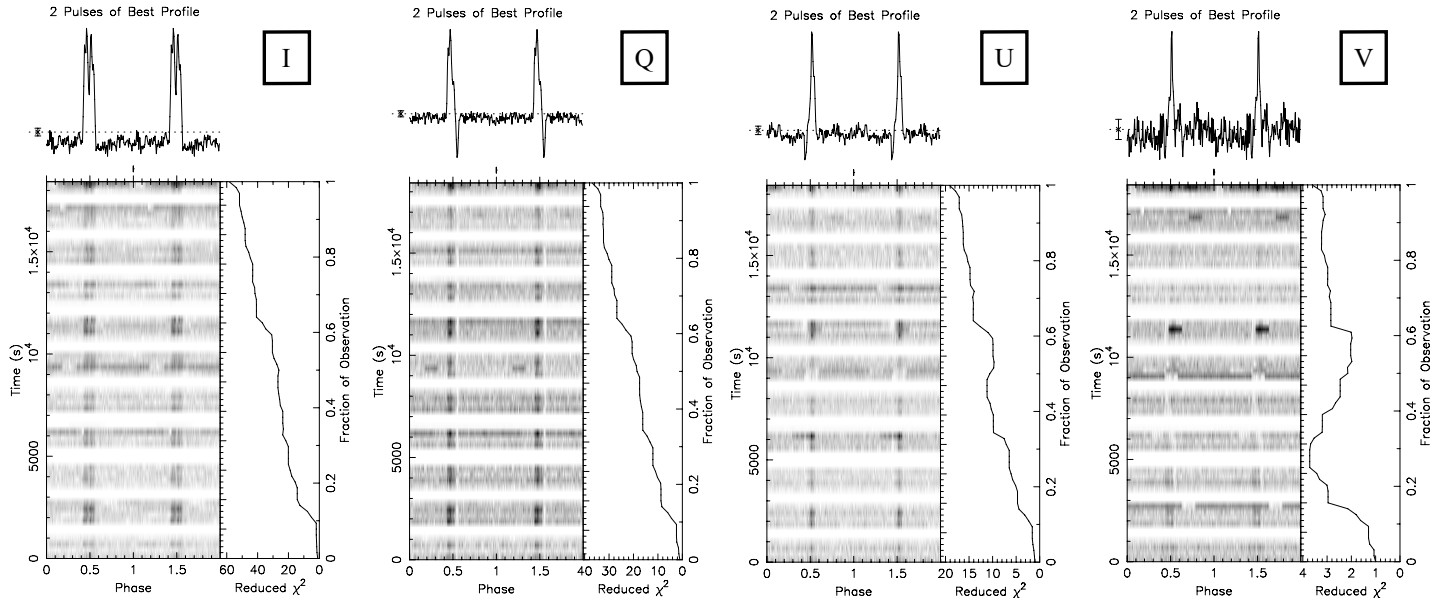 2 Pulses of Best Profile
I
0 5000 10⁴ 1.5×10⁴
Time (s)
0 0.5 1 1.5
Phase
60 40 20 0
Reduced χ²
0 0.2 0.4 0.6 0.8 1
Fraction of Observation
2 Pulses of Best Profile
Q
0 5000 10⁴ 1.5×10⁴
Time (s)
0 0.5 1 1.5
Phase
30 20 10 0
Reduced χ²
0 0.2 0.4 0.6 0.8 1
Fraction of Observation
2 Pulses of Best Profile
U
0 5000 10⁴ 1.5×10⁴
Time (s)
0 0.5 1 1.5
Phase
20 15 10 5 0
Reduced χ²
0 0.2 0.4 0.6 0.8 1
Fraction of Observation
2 Pulses of Best Profile
V
0 5000 10⁴ 1.5×10⁴
Time (s)
0 0.5 1 1.5
Phase
4 3 2 1 0
Reduced χ²
0 0.2 0.4 0.6 0.8 1
Fraction of Observation